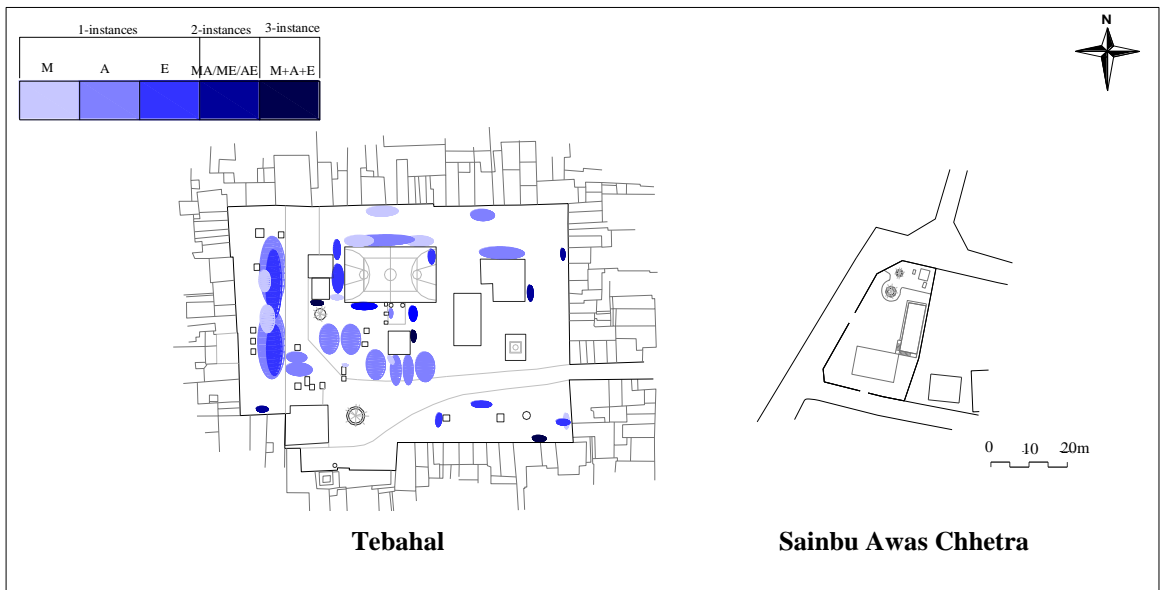 1-instances 2-instances 3-instance
M A E MA/ME/AE M+A+E
N
0 10 20m
Tebahal
Sainbu Awas Chhetra